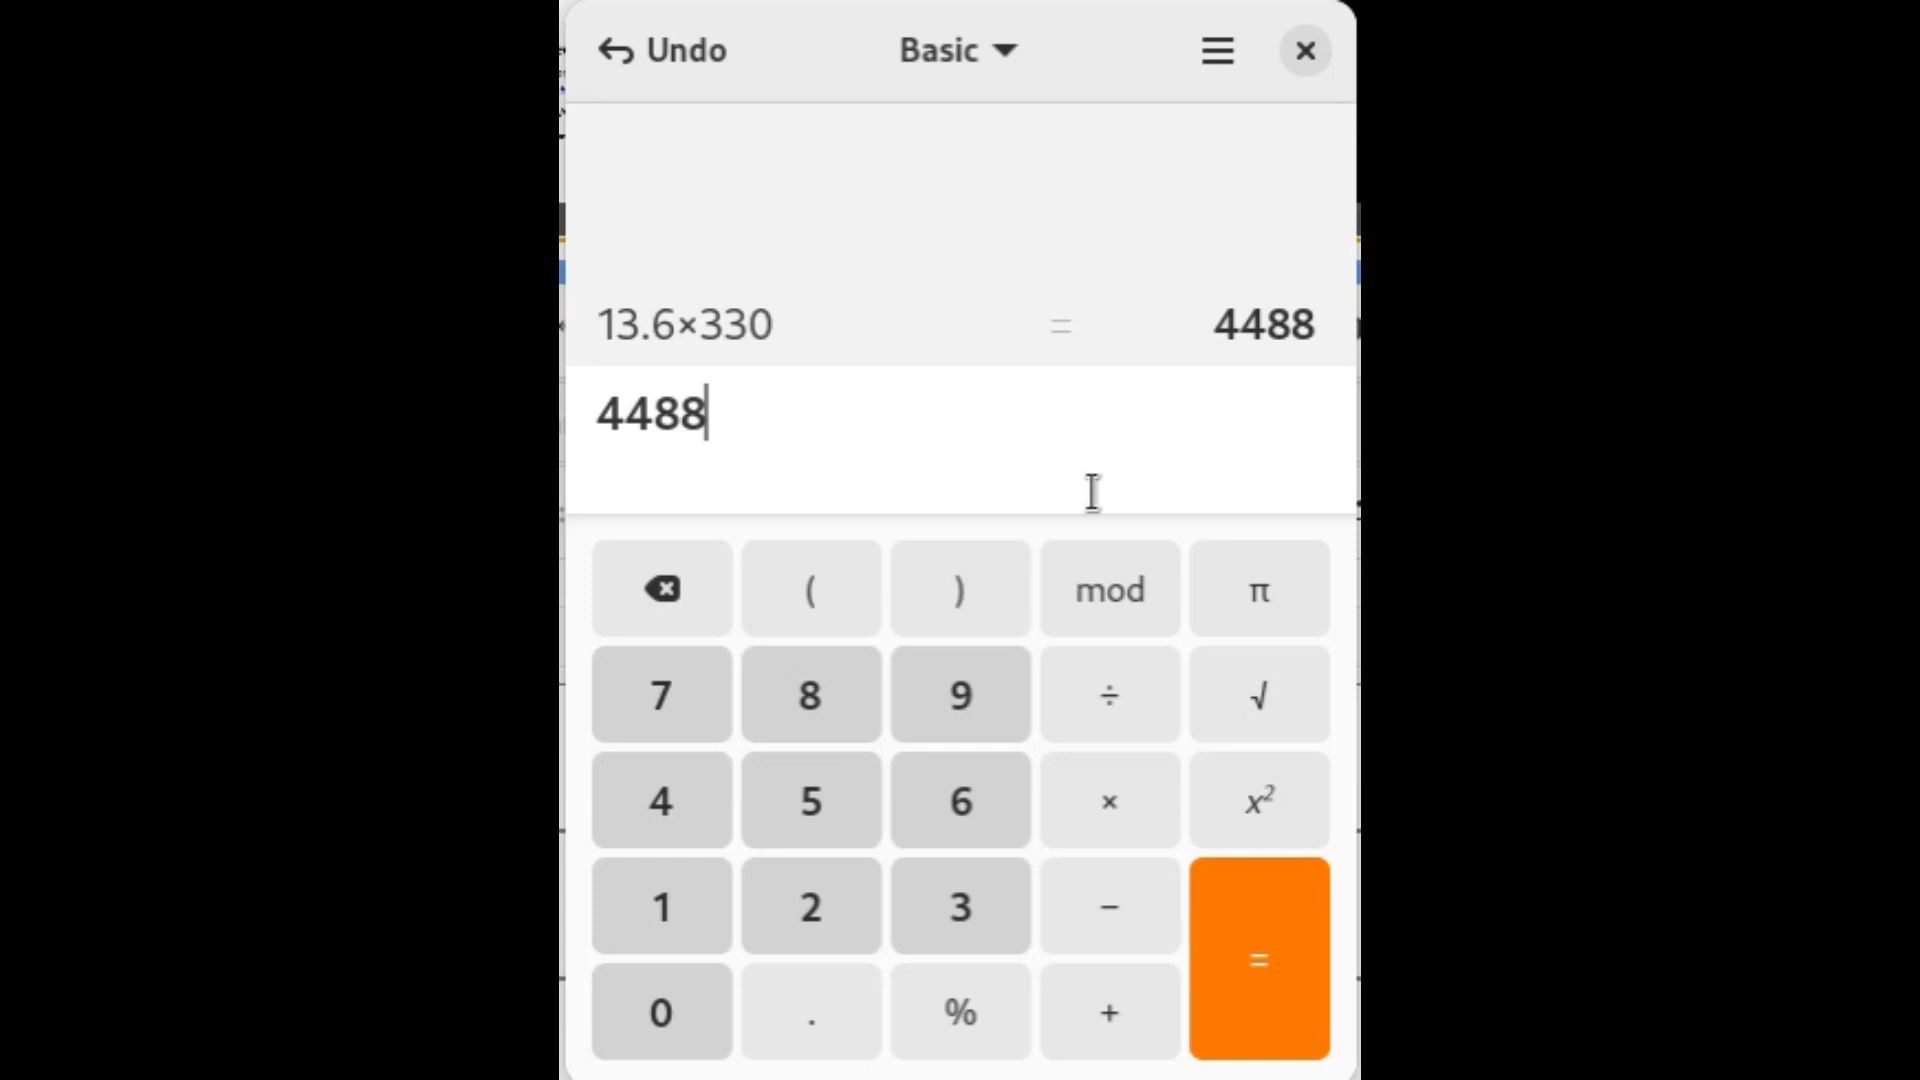 Undo Basic
13.6×330 = 4488
4488
( ) mod π
7 8 9 ÷ √
4 5 6 × x²
1 2 3 − =
0 . % +